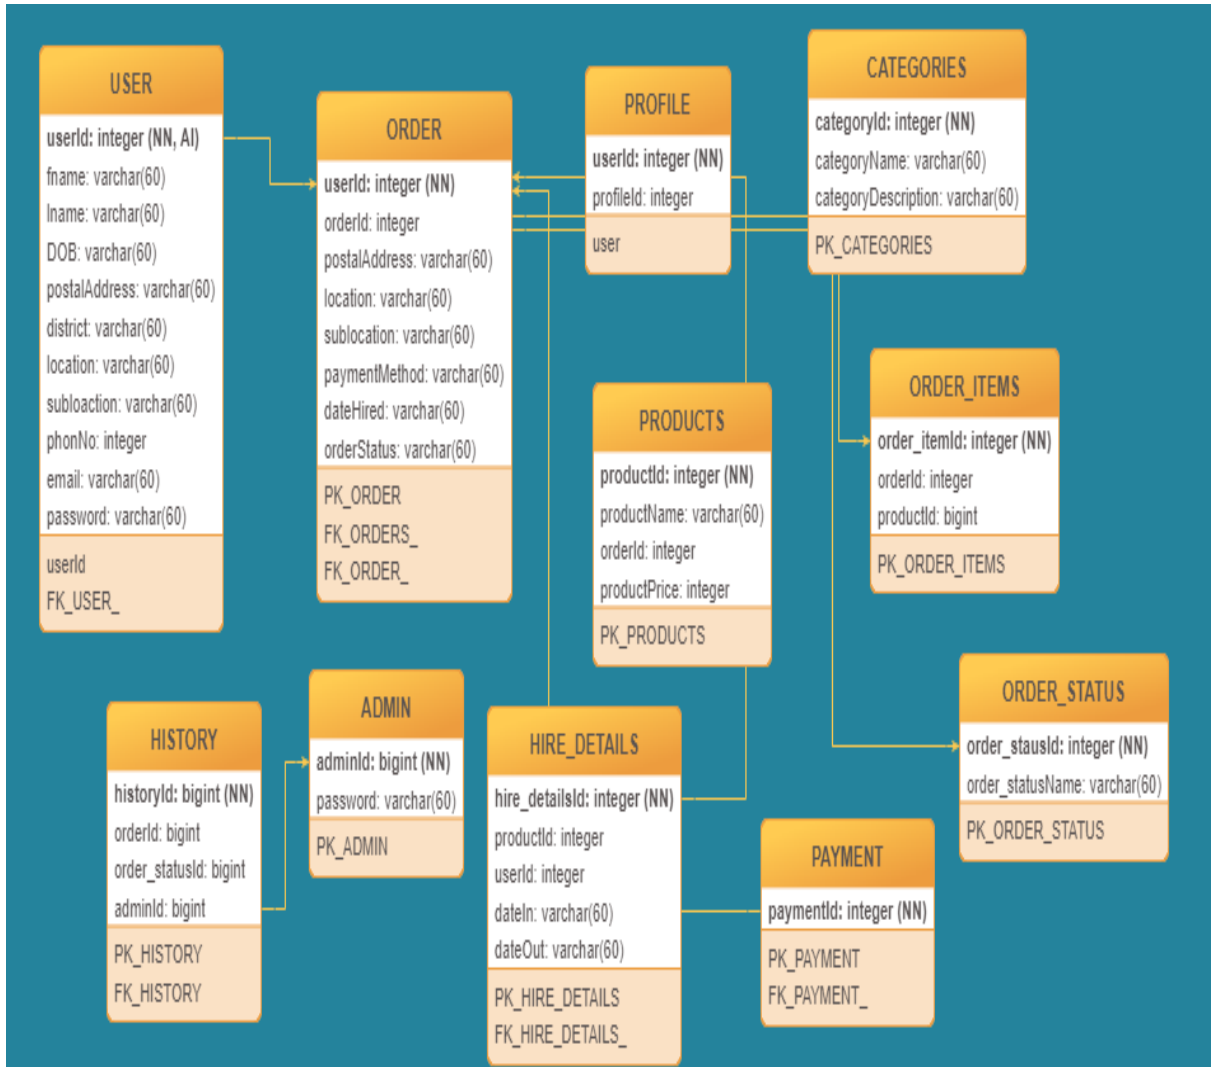 USER
userId: integer (NN, AI)
fname: varchar(60)
lname: varchar(60)
DOB: varchar(60)
postalAddress: varchar(60)
district: varchar(60)
location: varchar(60)
subloaction: varchar(60)
phonNo: integer
email: varchar(60)
password: varchar(60)
userId
FK_USER_
ORDER
userId: integer (NN)
orderId: integer
postalAddress: varchar(60)
location: varchar(60)
sublocation: varchar(60)
paymentMethod: varchar(60)
dateHired: varchar(60)
orderStatus: varchar(60)
PK_ORDER
FK_ORDERS_
FK_ORDER_
PROFILE
userId: integer (NN)
profileId: integer
user
CATEGORIES
categoryId: integer (NN)
categoryName: varchar(60)
categoryDescription: varchar(60)
PK_CATEGORIES
PRODUCTS
productId: integer (NN)
productName: varchar(60)
orderId: integer
productPrice: integer
PK_PRODUCTS
ORDER_ITEMS
order_itemId: integer (NN)
orderId: integer
productId: bigint
PK_ORDER_ITEMS
HISTORY
historyId: bigint (NN)
orderId: bigint
order_statusId: bigint
adminId: bigint
PK_HISTORY
FK_HISTORY
ADMIN
adminId: bigint (NN)
password: varchar(60)
PK_ADMIN
HIRE_DETAILS
hire_detailsId: integer (NN)
productId: integer
userId: integer
dateIn: varchar(60)
dateOut: varchar(60)
PK_HIRE_DETAILS
FK_HIRE_DETAILS_
PAYMENT
paymentId: integer (NN)
PK_PAYMENT
FK_PAYMENT_
ORDER_STATUS
order_stausId: integer (NN)
order_statusName: varchar(60)
PK_ORDER_STATUS